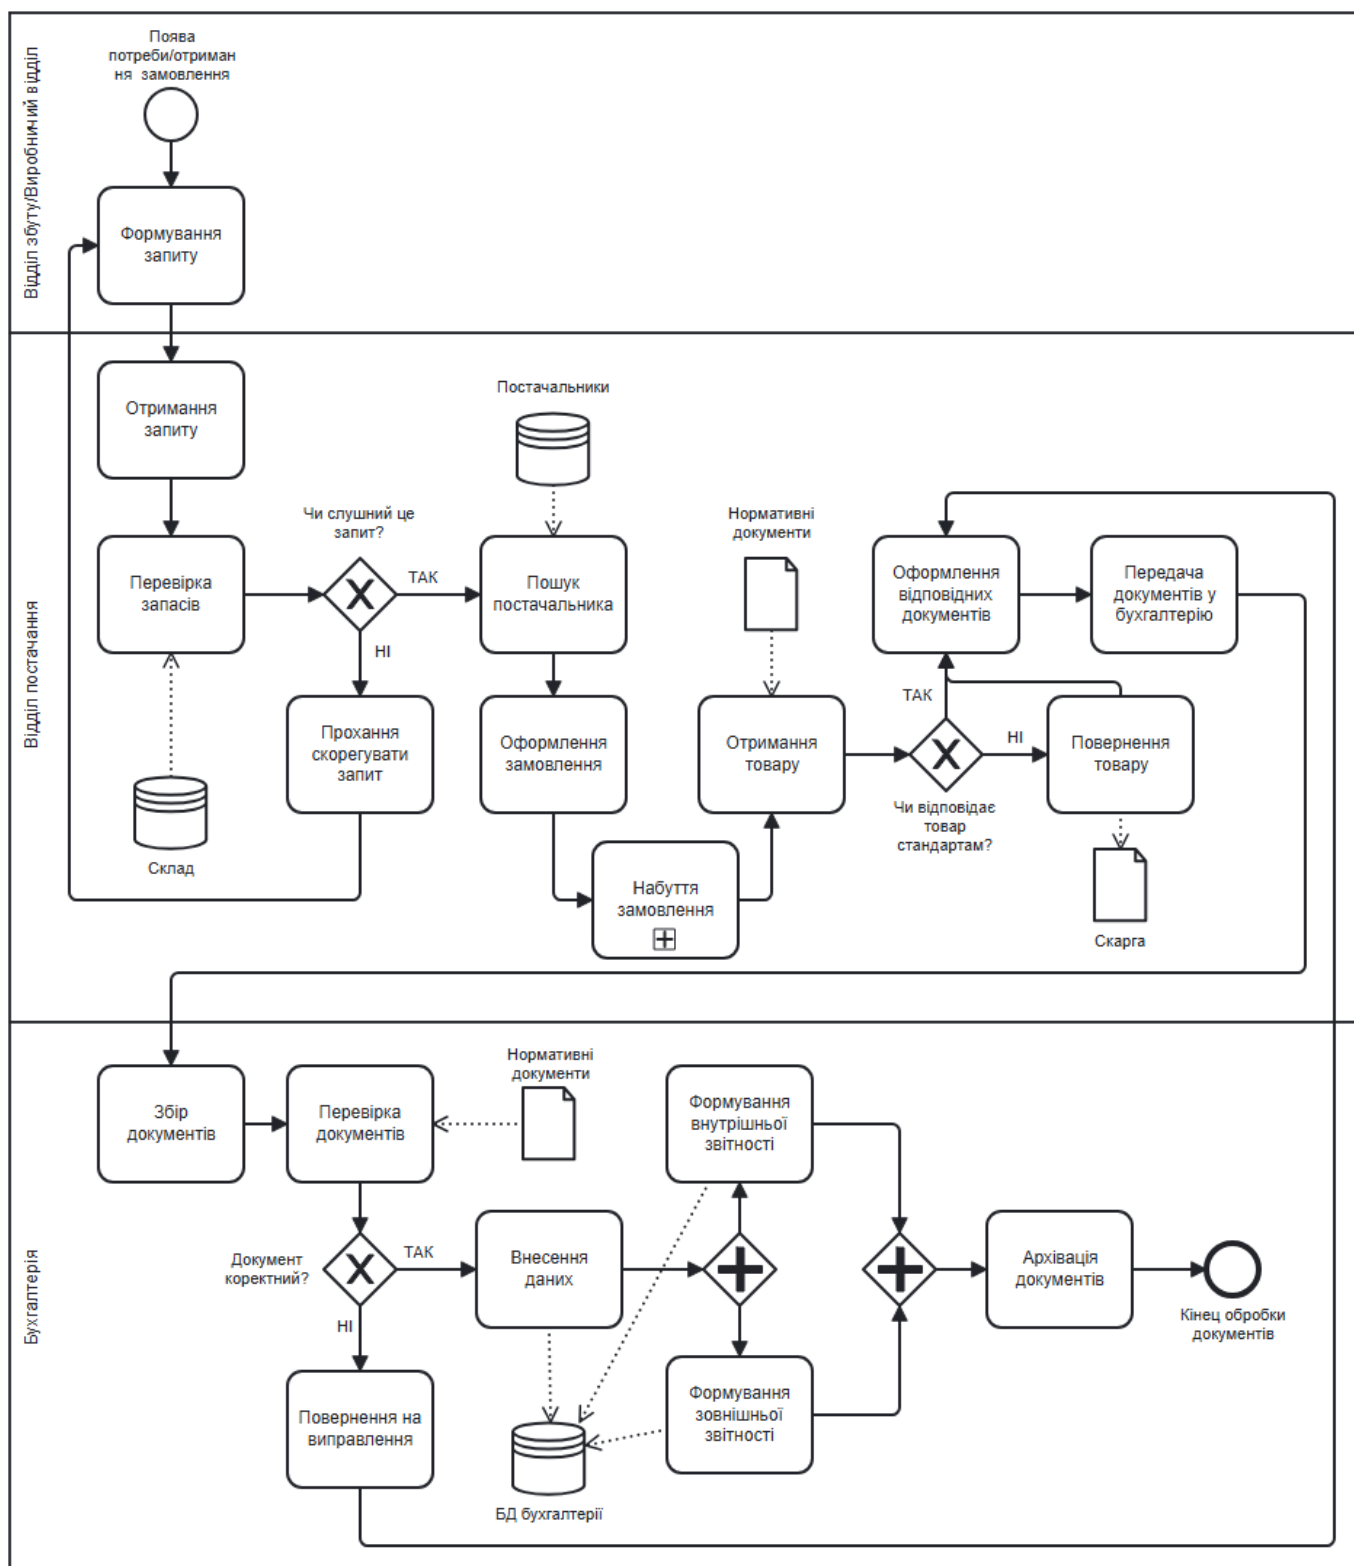 Поява
потреби/отриман
ня замовлення
Відділ збуту/Виробничий відділ
Формування
запиту
Отримання
запиту
Постачальники
Чи слушний це
запит?
Нормативні
документи
Перевірка
запасів
ТАК
Пошук
постачальника
Оформлення
відповідних
документів
Передача
документів у
бухгалтерію
НІ
Відділ постачання
Прохання
скорегувати
запит
Оформлення
замовлення
Отримання
товару
ТАК
НІ
Повернення
товару
Чи відповідає
товар
стандартам?
Склад
Набуття
замовлення
Скарга
Збір
документів
Перевірка
документів
Нормативні
документи
Формування
внутрішньої
звітності
Бухгалтерія
Документ
коректний?
ТАК
Внесення
даних
Архівація
документів
Кінец обробки
документів
НІ
Повернення на
виправлення
Формування
зовнішньої
звітності
БД бухгалтерії